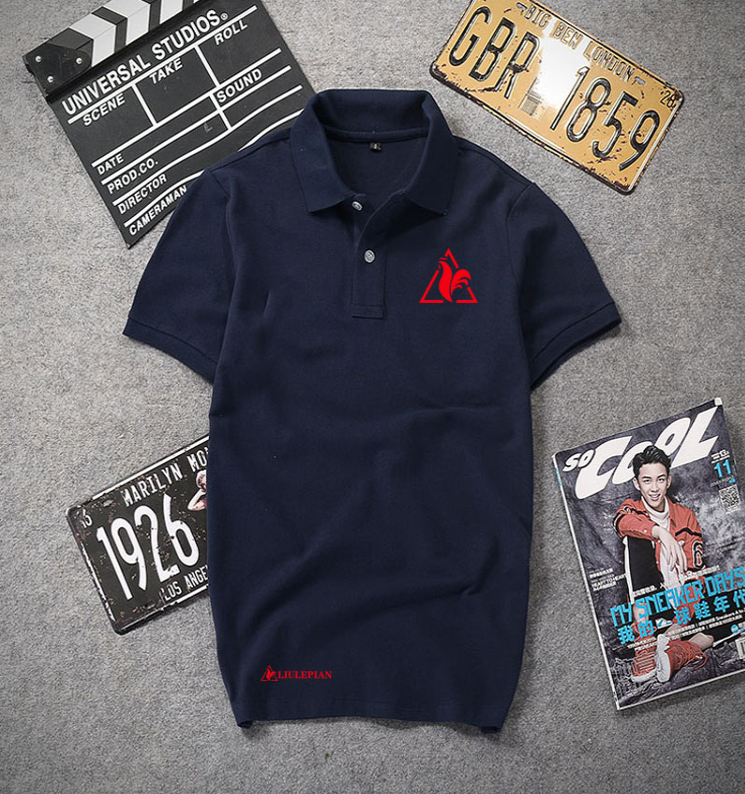 UNIVERSAL STUDIOS®
SCENE TAKE ROLL
SOUND
DATE
PROD.CO.
DIRECTOR
CAMERAMAN
BIG BEN LONDON
GBR 1859
26
MARILYN MO
1926
LOS ANGE
LIULEPIAN
SO COOL
11
MY SNEAKER DAYS
我的 球鞋年代